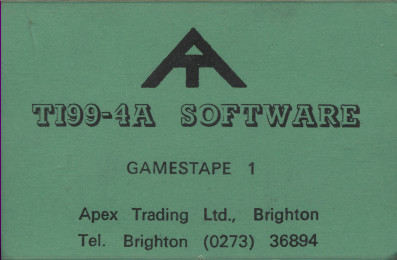 TI99-4A SOFTWARE
GAMESTAPE 1
Apex Trading Ltd., Brighton
Tel. Brighton (0273) 36894